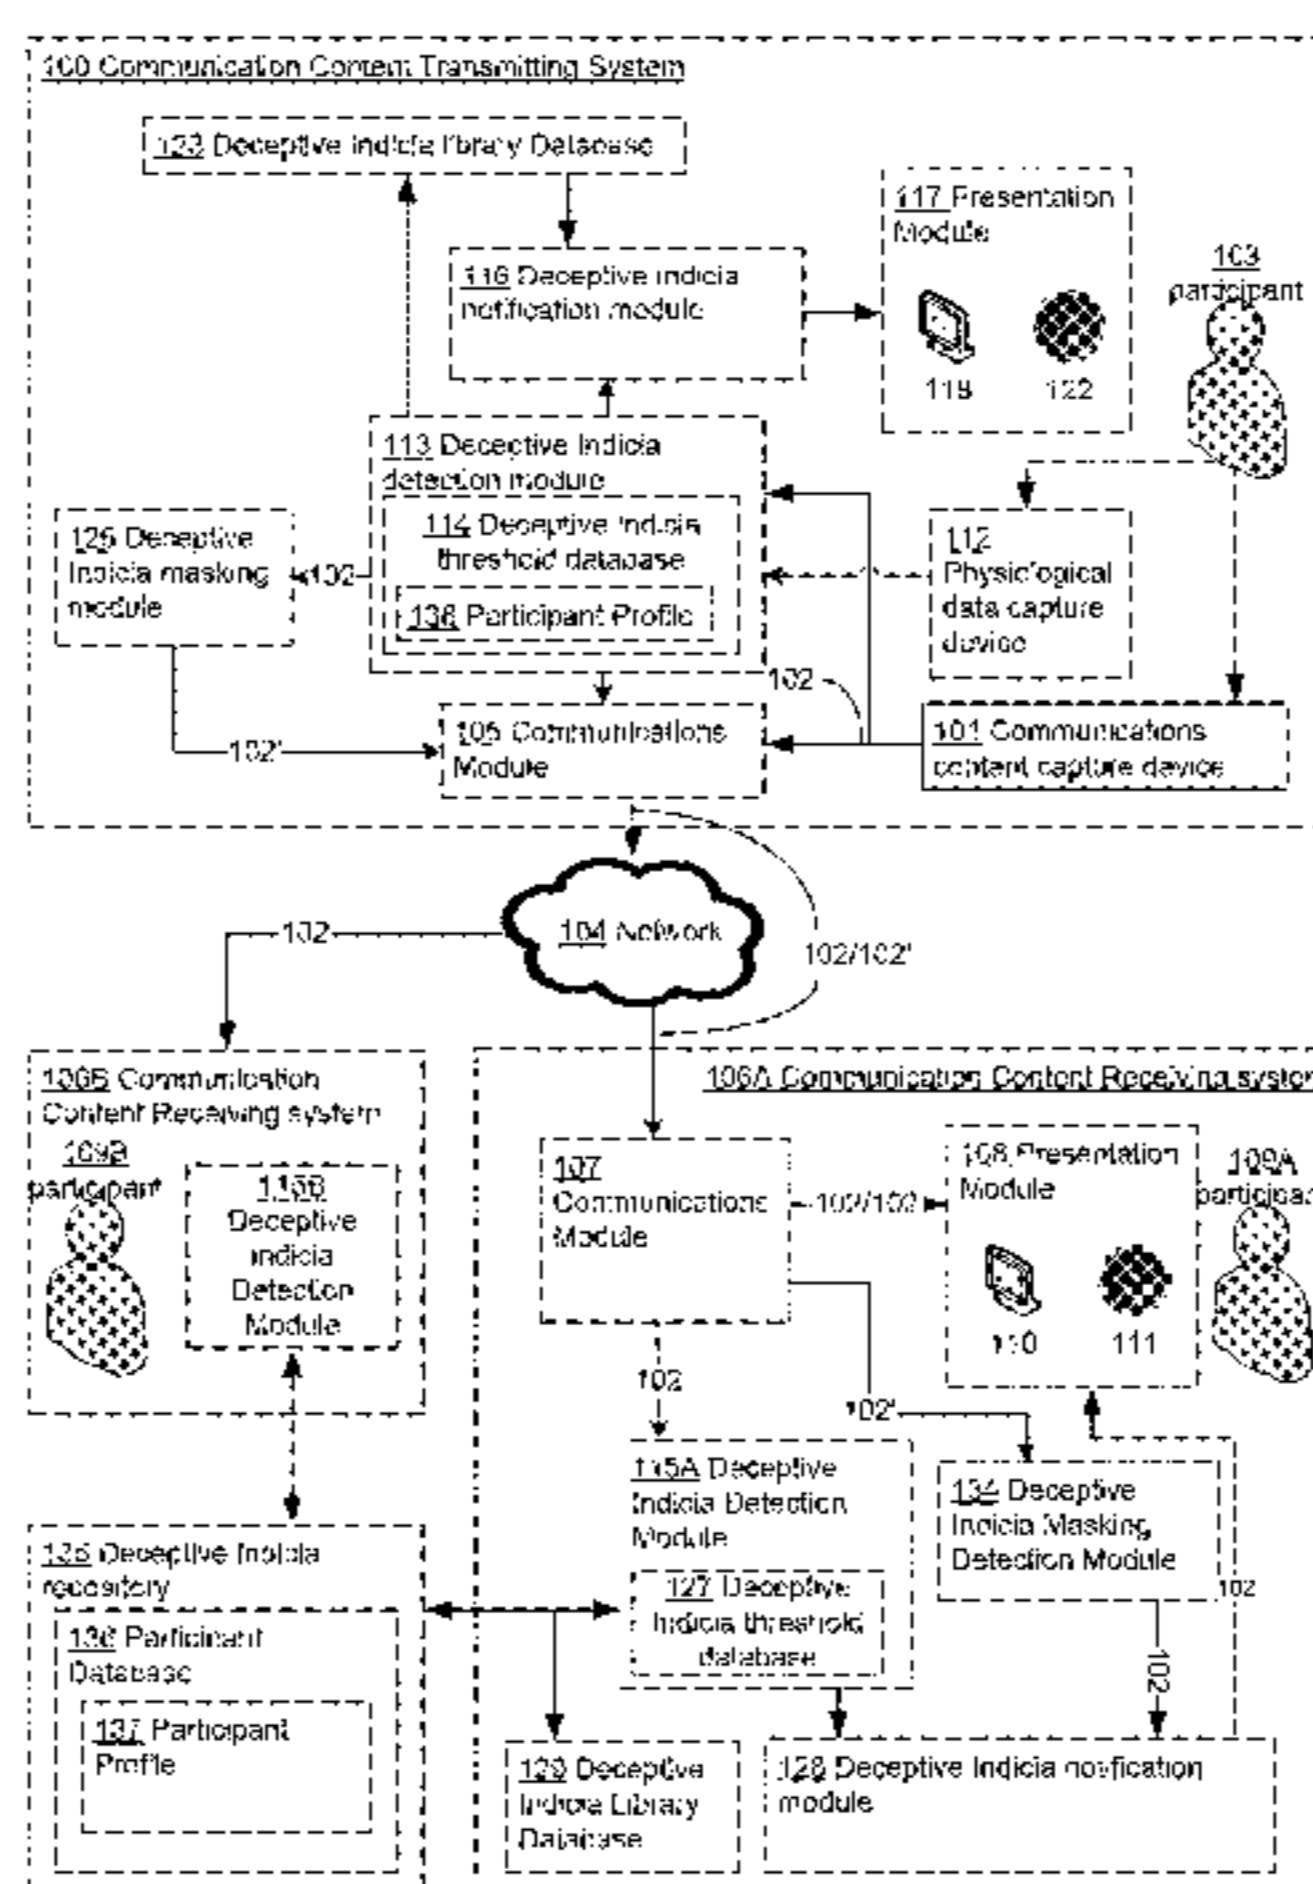 100 Communication Content Transmitting System
123 Deceptive Indicia library Database
117 Presentation
Module
118
122
103
participant
116 Deceptive indicia
notification module
113 Deceptive Indicia
detection module
114 Deceptive Indicia
threshold database
Participant Profile
Deceptive
Indicia masking
module
102
112
Physiological
data capture
device
102
105 Communications
Module
102'
101 Communications
content capture device
104 Network
102
102/102'
106B Communication
Content Receiving system
109B
participant
115B
Deceptive
indicia
Detection
Module
106A Communication Content Receiving system
107
Communications
Module
102/102
108 Presentation
Module
110
111
109A
102
102'
115A Deceptive
Indicia Detection
Module
127 Deceptive
Indicia threshold
database
134 Deceptive
Indicia Masking
Detection Module
102
102
135 Deceptive Indicia
repository
136 Participant
Database
137 Participant
Profile
129 Deceptive
Indicia Library
Database
128 Deceptive Indicia notification
module